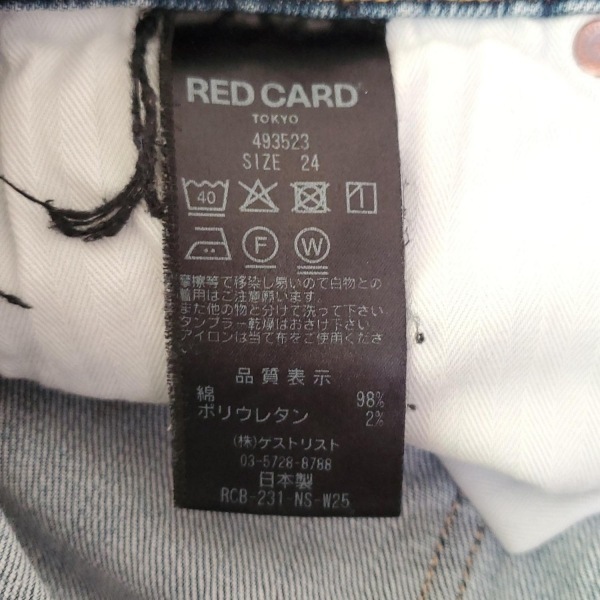 RED CARD
TOKYO
493523
SIZE 24
40
F W
摩擦等で移染し易いので白物との
着用はご注意願います。
また他の物と分けて洗って下さい
タンブラー乾燥はおさけ下さい
アイロンは当て布をご使用くださ
い
品質表示
綿 98%
ポリウレタン 2%
(株)ゲストリスト
03-5728-8788
日本製
RCB-231-NS-W25